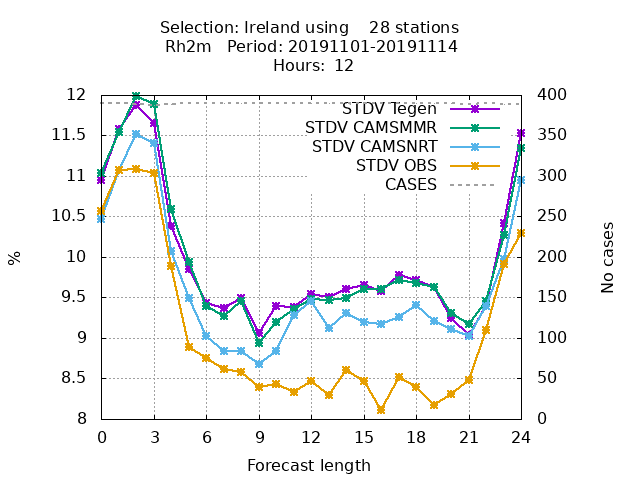 Selection: Ireland using    28 stations
Rh2m   Period: 20191101-20191114
Hours:  12
12
11.5
11
10.5
10
9.5
9
8.5
8
400
350
300
250
200
150
100
50
0
STDV Tegen
STDV CAMSMMR
STDV CAMSNRT
STDV OBS
CASES
%
No cases
0 3 6 9 12 15 18 21 24
Forecast length